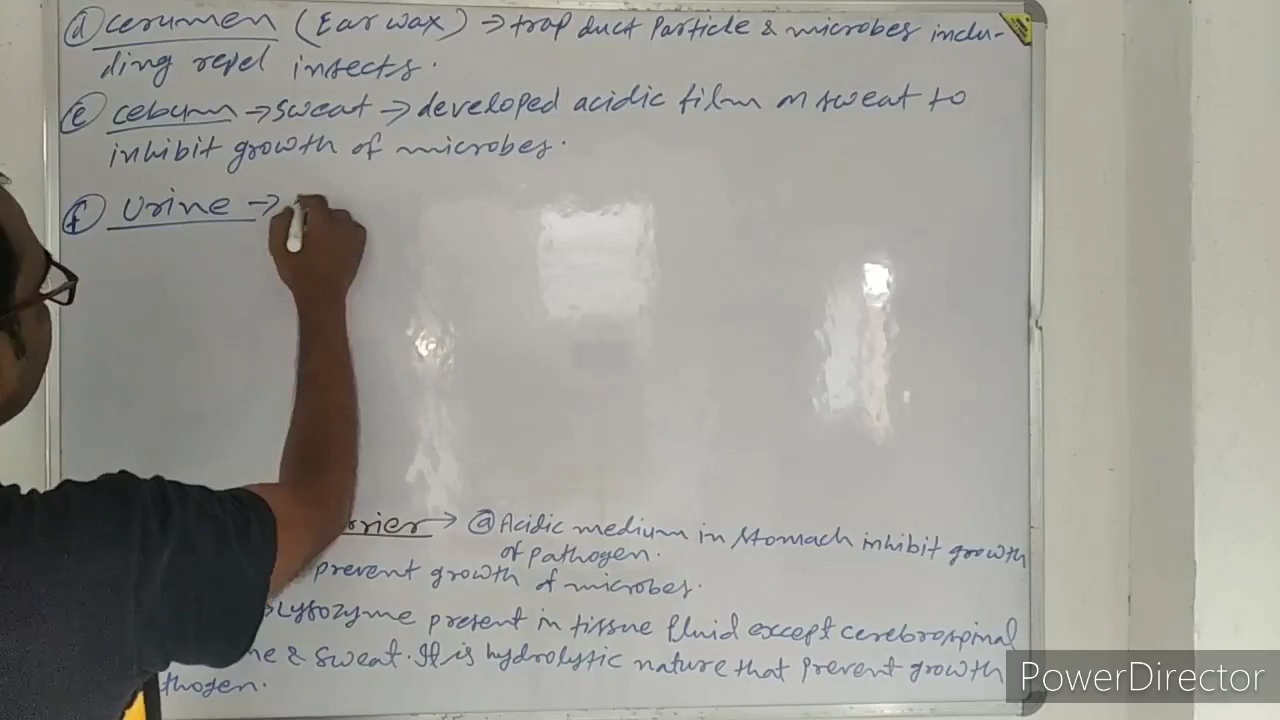 (d) Cerumen (Ear wax) → trap duct Particle & microbes inclu-
ding repel insects.
(e) cebum → sweat → developed acidic film on sweat to
inhibit growth of microbes.
(f) Urine →
rrier → (a) Acidic medium in stomach inhibit growth
of pathogen.
prevent growth of microbes.
Lysozyme present in tissue fluid except cerebrospinal
ne & sweat. It is hydrolytic nature that prevent growth
thogen.
PowerDirector